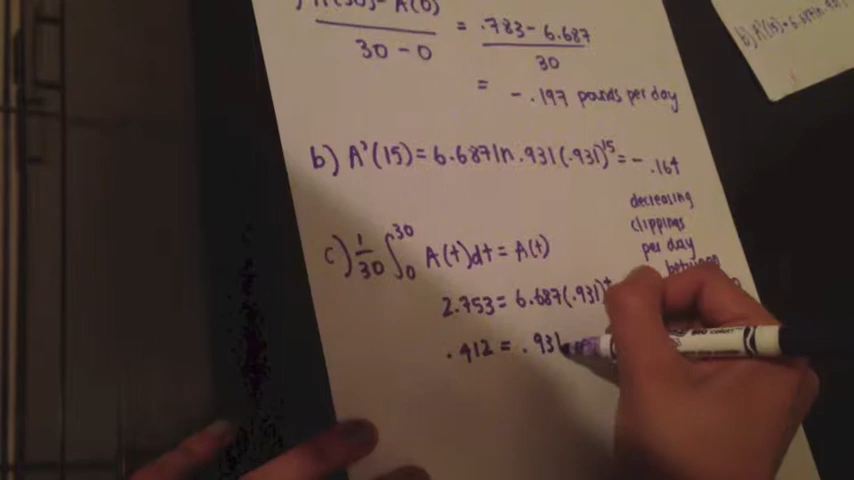 A(30) - A(0)
30 - 0
= .783 - 6.687
30
= - .197 pounds per day
b) A'(15) = 6.687 ln .931 (.931)^15 = - .164
decreasing
clippings
per day
between
c) 1/30 ∫_0^30 A(t)dt = A(t)
2.753 = 6.687(.931)^t
.412 = .931